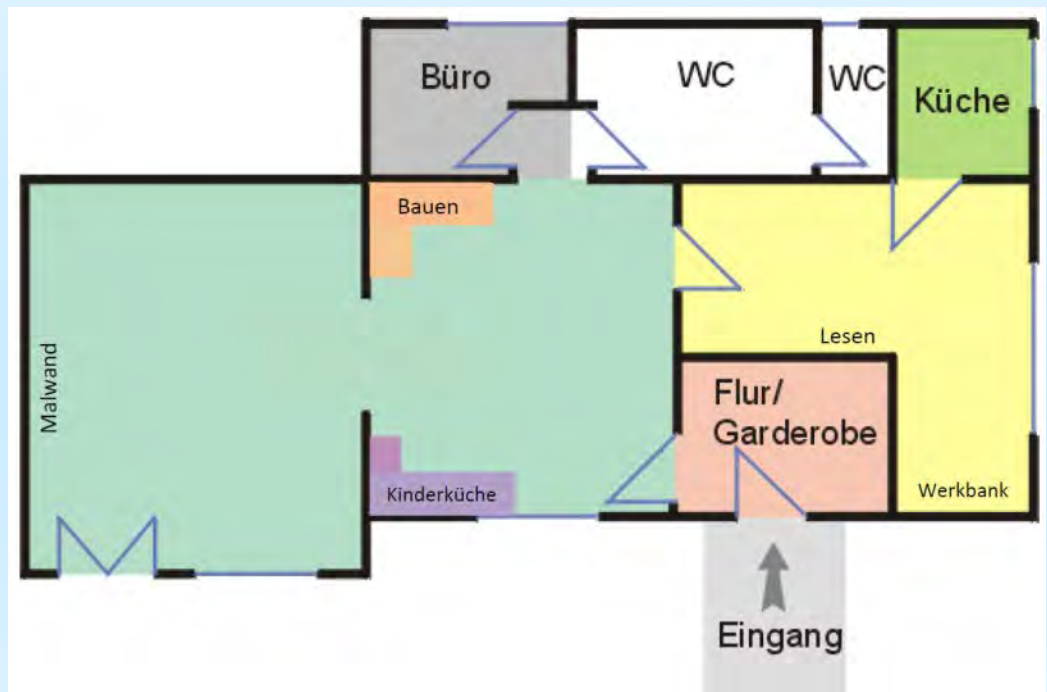 Büro
WC
WC
Küche
Bauen
Malwand
Lesen
Flur/
Garderobe
Kinderküche
Werkbank
Eingang